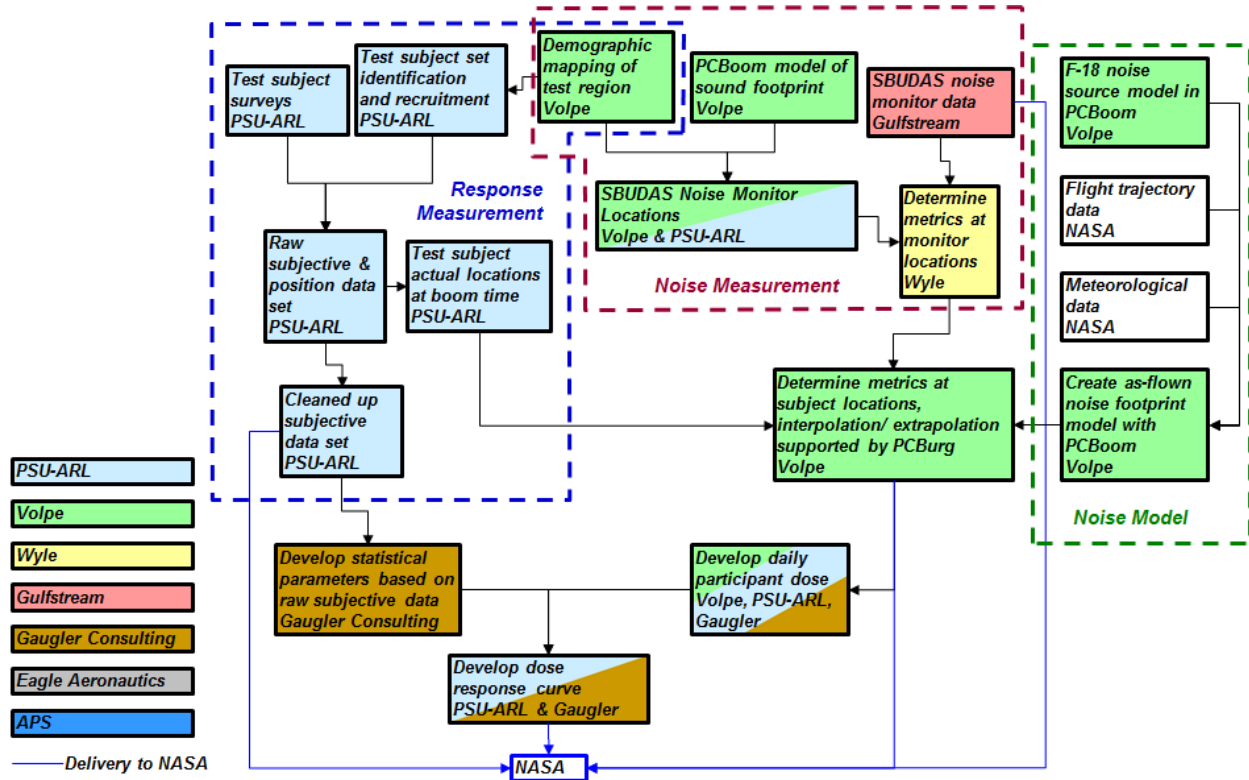 Test subject
surveys
PSU-ARL
Test subject set
identification
and recruitment
PSU-ARL
Demographic
mapping of
test region
Volpe
PCBoom model of
sound footprint
Volpe
SBUDAS noise
monitor data
Gulfstream
F-18 noise
source model in
PCBoom
Volpe
Response
Measurement
SBUDAS Noise Monitor
Locations
Volpe & PSU-ARL
Determine
metrics at
monitor
locations
Wyle
Flight trajectory
data
NASA
Raw
subjective &
position data
set
PSU-ARL
Test subject
actual locations
at boom time
PSU-ARL
Noise Measurement
Meteorological
data
NASA
Cleaned up
subjective
data set
PSU-ARL
Determine metrics at
subject locations,
interpolation/ extrapolation
supported by PCBurg
Volpe
Create as-flown
noise footprint
model with
PCBoom
Volpe
Noise Model
PSU-ARL
Volpe
Wyle
Gulfstream
Gaugler Consulting
Eagle Aeronautics
APS
Delivery to NASA
Develop statistical
parameters based on
raw subjective data
Gaugler Consulting
Develop daily
participant dose
Volpe, PSU-ARL,
Gaugler
Develop dose
response curve
PSU-ARL & Gaugler
NASA